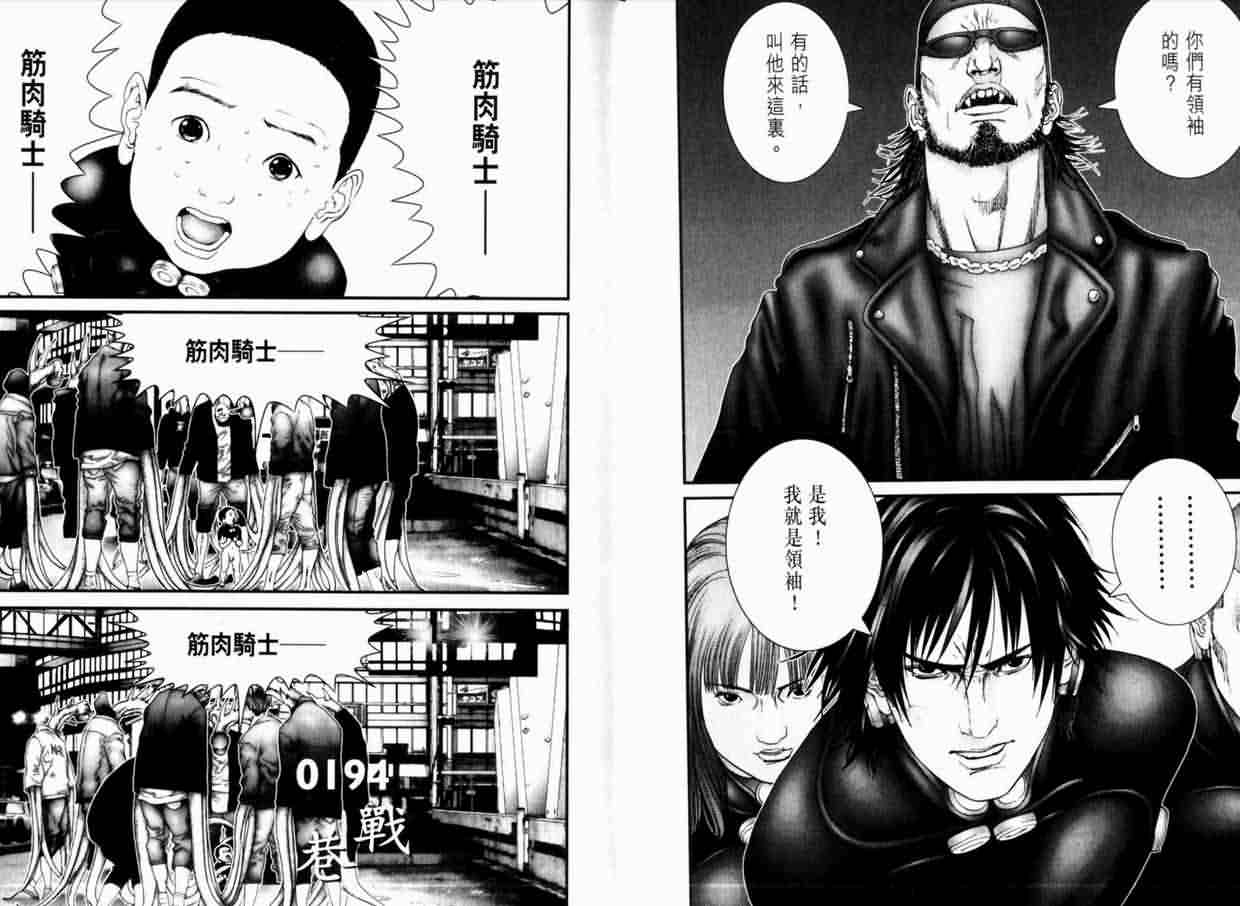 你們有領袖
的嗎？
有的話，
叫他來這裏。
…………
是我！
我就是領袖！
筋肉騎士——
筋肉騎士——
筋肉騎士——
筋肉騎士——
0194
巷戰